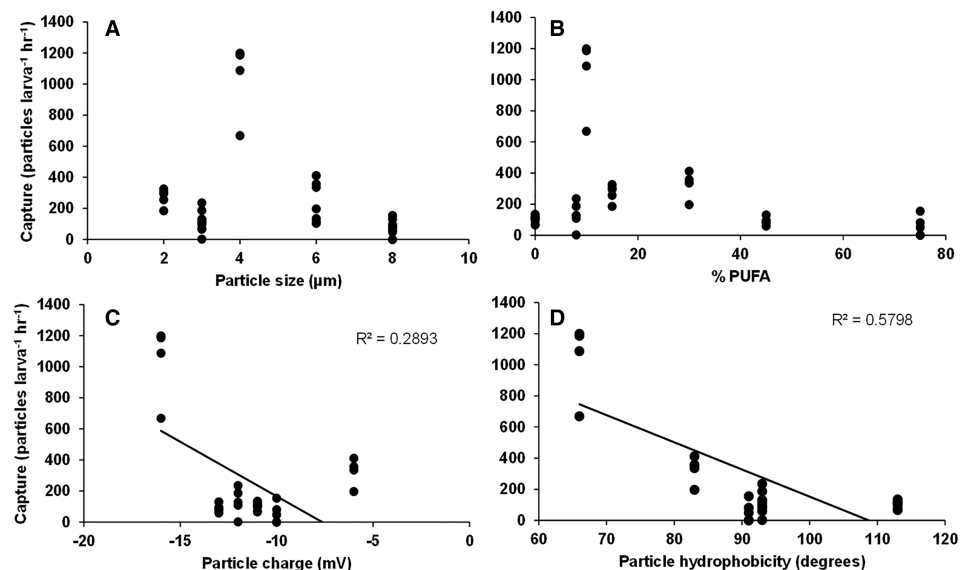 A
Capture (particles larva⁻¹ hr⁻¹)
1400
1200
1000
800
600
400
200
0
0 2 4 6 8 10
Particle size (µm)
B
1400
1200
1000
800
600
400
200
0
0 20 40 60 80
% PUFA
C
R² = 0.2893
Capture (particles larva⁻¹ hr⁻¹)
1400
1200
1000
800
600
400
200
0
-20 -15 -10 -5 0
Particle charge (mV)
D
R² = 0.5798
1400
1200
1000
800
600
400
200
0
60 70 80 90 100 110 120
Particle hydrophobicity (degrees)